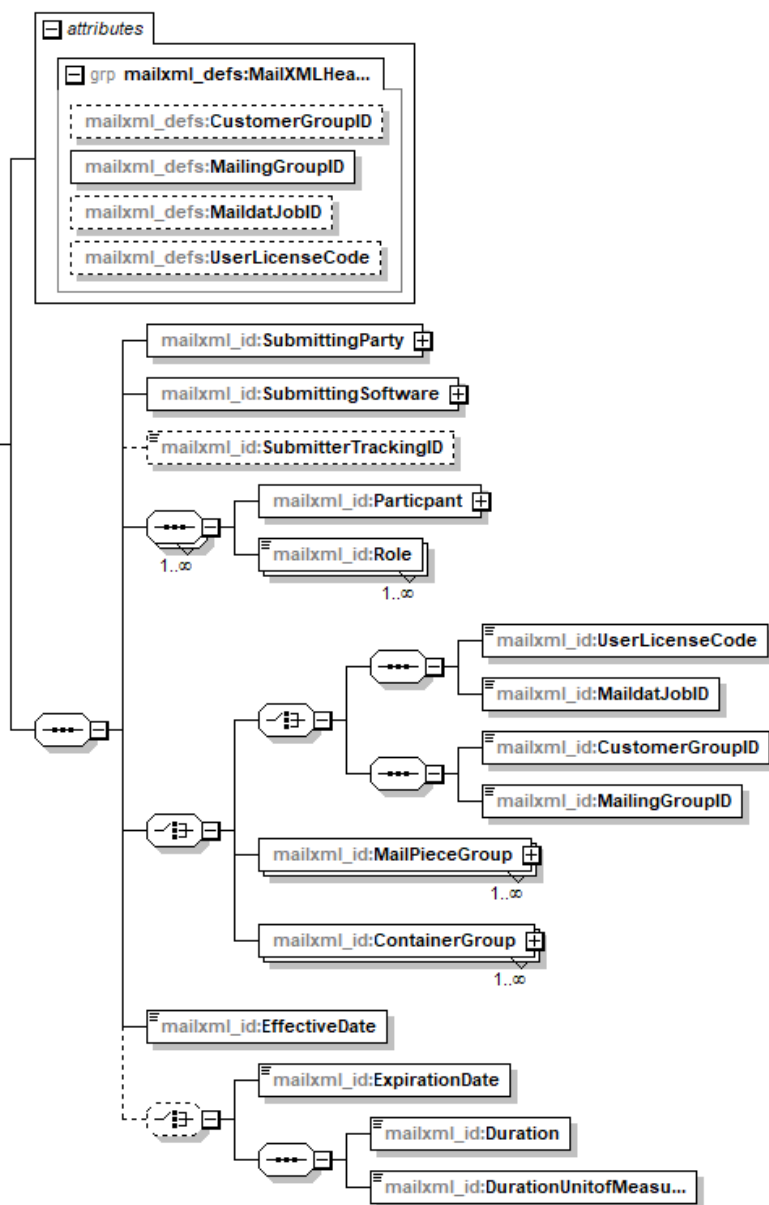 attributes
grp mailxml_defs:MailXMLHea...
mailxml_defs:CustomerGroupID
mailxml_defs:MailingGroupID
mailxml_defs:MaildatJobID
mailxml_defs:UserLicenseCode
mailxml_id:SubmittingParty
mailxml_id:SubmittingSoftware
mailxml_id:SubmitterTrackingID
mailxml_id:Particpant
1..∞
mailxml_id:Role
1..∞
mailxml_id:UserLicenseCode
mailxml_id:MaildatJobID
mailxml_id:CustomerGroupID
mailxml_id:MailingGroupID
mailxml_id:MailPieceGroup
1..∞
mailxml_id:ContainerGroup
1..∞
mailxml_id:EffectiveDate
mailxml_id:ExpirationDate
mailxml_id:Duration
mailxml_id:DurationUnitofMeasu...